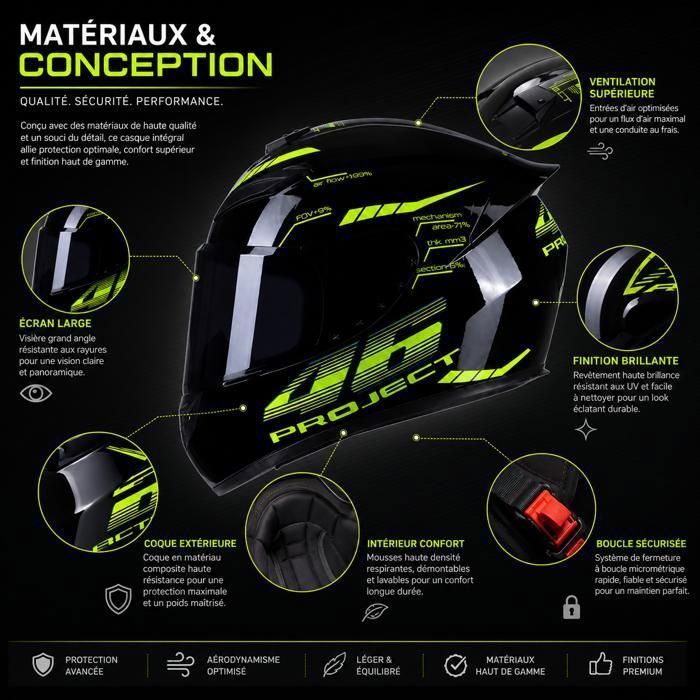 MATÉRIAUX &
CONCEPTION
QUALITÉ. SÉCURITÉ. PERFORMANCE.
Conçu avec des matériaux de haute qualité
et un souci du détail, ce casque intégral
allie protection optimale, confort supérieur
et finition haut de gamme.
VENTILATION
SUPÉRIEURE
Entrées d'air optimisées
pour un flux d'air maximal
et une conduite au frais.
air flow+199%
FOV+9%
mechanism
area-71%
thk. mm3
section-6%
46
PROJECT
ÉCRAN LARGE
Visière grand angle
résistante aux rayures
pour une vision claire
et panoramique.
FINITION BRILLANTE
Revêtement haute brillance
résistant aux UV et facile
à nettoyer pour un look
éclatant durable.
COQUE EXTÉRIEURE
Coque en matériau
composite haute
résistance pour une
protection maximale
et un poids maîtrisé.
INTÉRIEUR CONFORT
Mousses haute densité
respirantes, démontables
et lavables pour un confort
longue durée.
BOUCLE SÉCURISÉE
Système de fermeture
à boucle micrométrique
rapide, fiable et sécurisé
pour un maintien parfait.
PROTECTION
AVANCÉE
AÉRODYNAMISME
OPTIMISÉ
LÉGER &
ÉQUILIBRÉ
MATÉRIAUX
HAUT DE GAMME
FINITIONS
PREMIUM